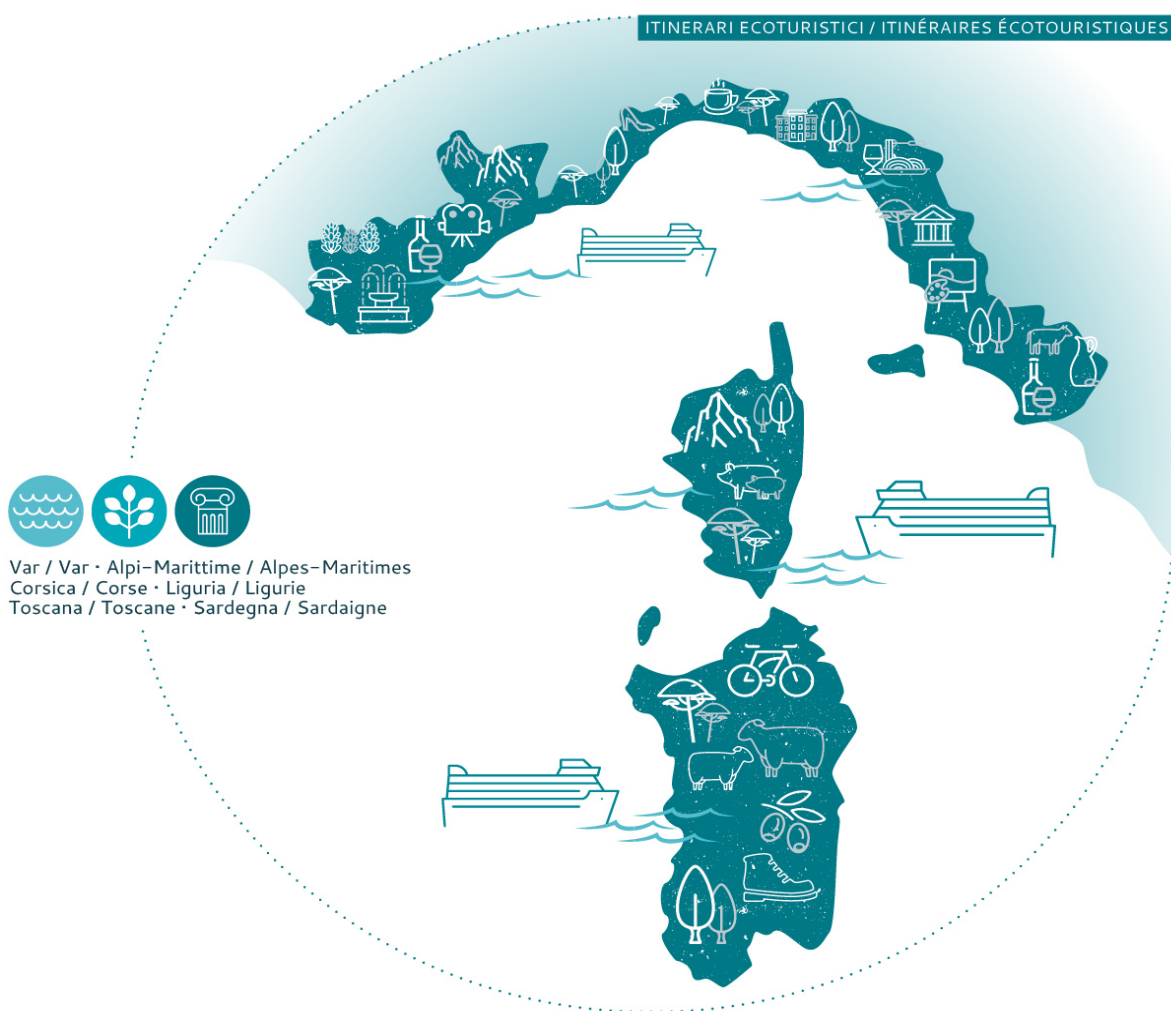 ITINERARI ECOTURISTICI / ITINÉRAIRES ÉCOTOURISTIQUES
Var / Var · Alpi-Marittime / Alpes-Maritimes
Corsica / Corse · Liguria / Ligurie
Toscana / Toscane · Sardegna / Sardaigne